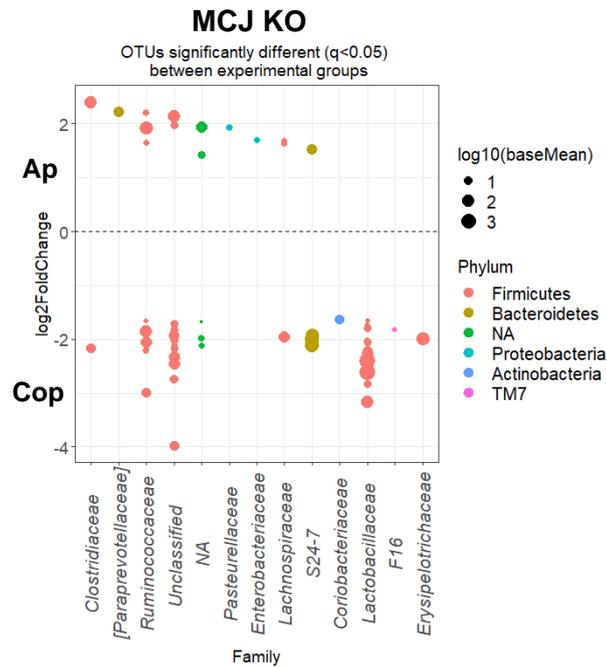 MCJ KO
OTUs significantly different (q<0.05)
between experimental groups
Ap
Cop
log2FoldChange
2
0
-2
-4
Clostridiaceae
[Paraprevotellaceae]
Ruminococcaceae
Unclassified
NA
Pasteurellaceae
Enterobacteriaceae
Lachnospiraceae
S24-7
Coriobacteriaceae
Lactobacillaceae
F16
Erysipelotrichaceae
Family
log10(baseMean)
1
2
3
Phylum
Firmicutes
Bacteroidetes
NA
Proteobacteria
Actinobacteria
TM7